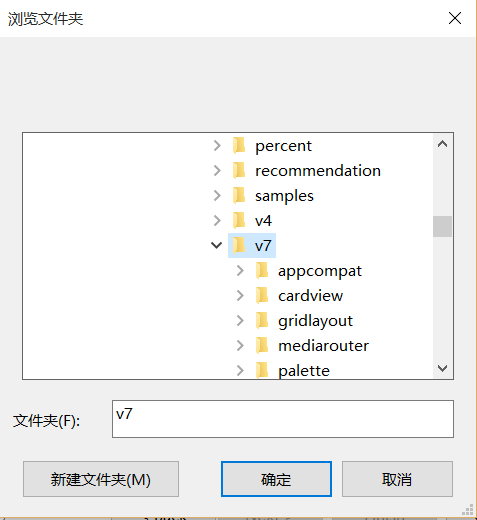 浏览文件夹
percent
recommendation
samples
v4
v7
appcompat
cardview
gridlayout
mediarouter
palette
文件夹(F):
v7
新建文件夹(M)
确定
取消